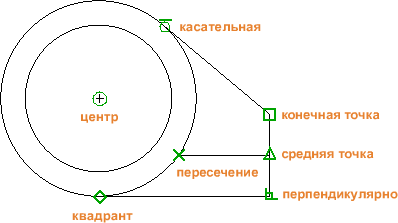 касательная
центр
конечная точка
средняя точка
пересечение
перпендикулярно
квадрант